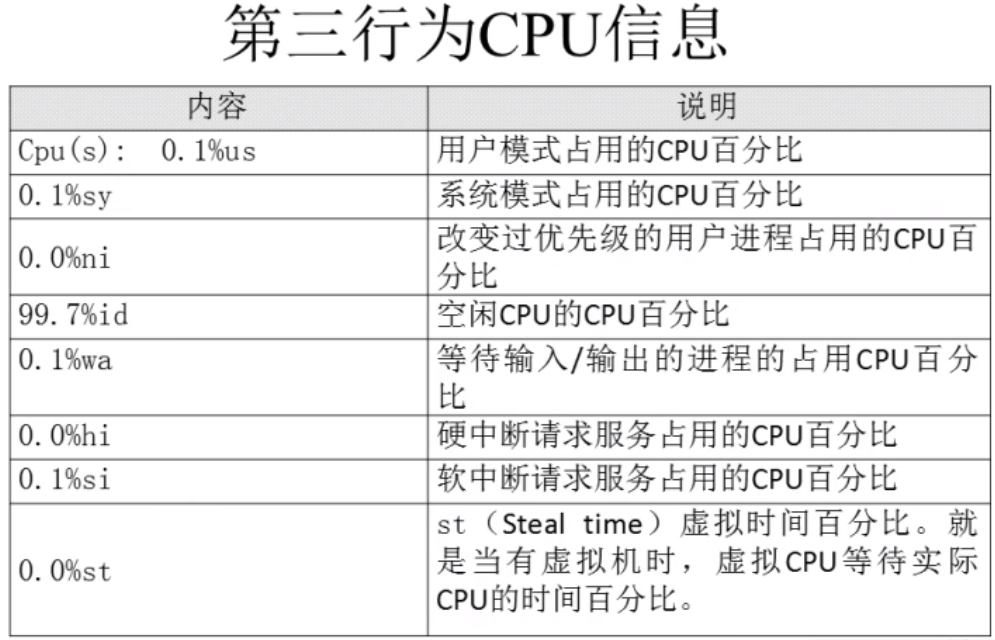 第三行为CPU信息
内容 说明
Cpu(s): 0.1%us 用户模式占用的CPU百分比
0.1%sy 系统模式占用的CPU百分比
0.0%ni 改变过优先级的用户进程占用的CPU百
分比
99.7%id 空闲CPU的CPU百分比
0.1%wa 等待输入/输出的进程的占用CPU百分
比
0.0%hi 硬中断请求服务占用的CPU百分比
0.1%si 软中断请求服务占用的CPU百分比
0.0%st st（Steal time）虚拟时间百分比。就
是当有虚拟机时，虚拟CPU等待实际
CPU的时间百分比。